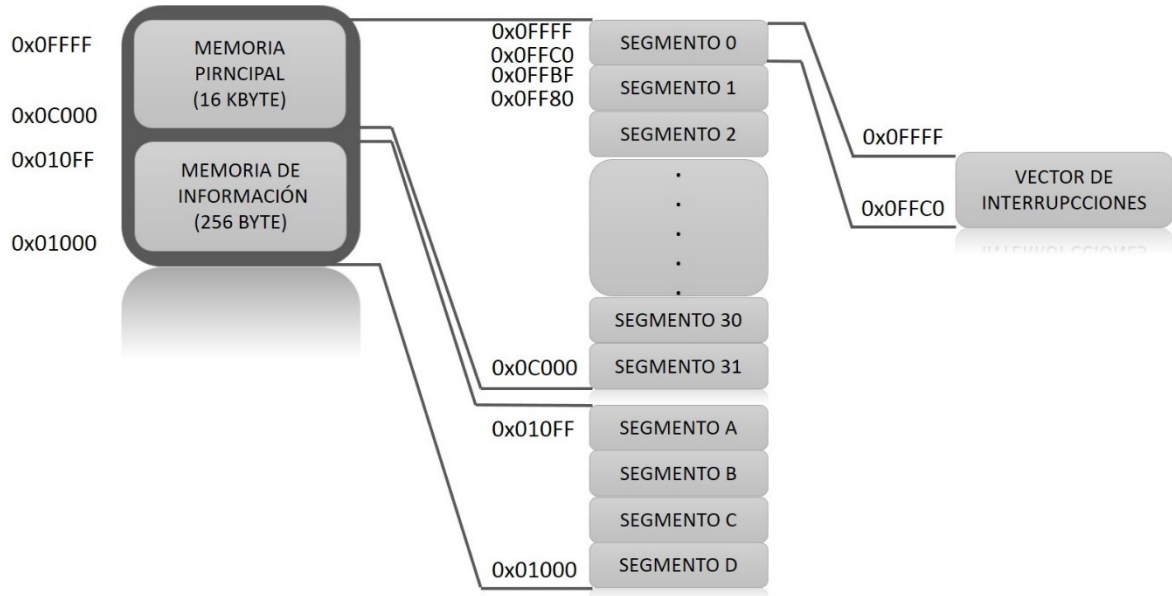 0x0FFFF
0x0C000
0x010FF
0x01000
MEMORIA
PIRNCIPAL
(16 KBYTE)
MEMORIA DE
INFORMACIÓN
(256 BYTE)
0x0FFFF
0x0FFC0
0x0FFBF
0x0FF80
0x0C000
0x010FF
0x01000
SEGMENTO 0
SEGMENTO 1
SEGMENTO 2
SEGMENTO 30
SEGMENTO 31
SEGMENTO A
SEGMENTO B
SEGMENTO C
SEGMENTO D
0x0FFFF
0x0FFC0
VECTOR DE
INTERRUPCCIONES